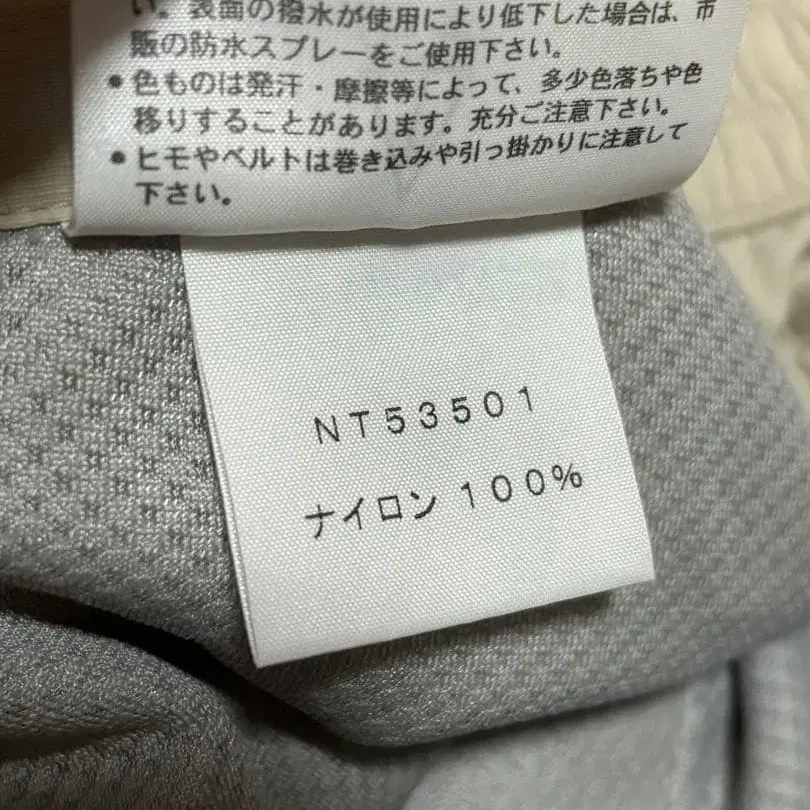 い。表面の撥水が使用により低下した場合は、市
販の防水スプレーをご使用下さい。
●色ものは発汗・摩擦等によって、多少色落ちや色
移りすることがあります。充分ご注意下さい。
●ヒモやベルトは巻き込みや引っ掛かりに注意して
下さい。
NT53501
ナイロン 100%